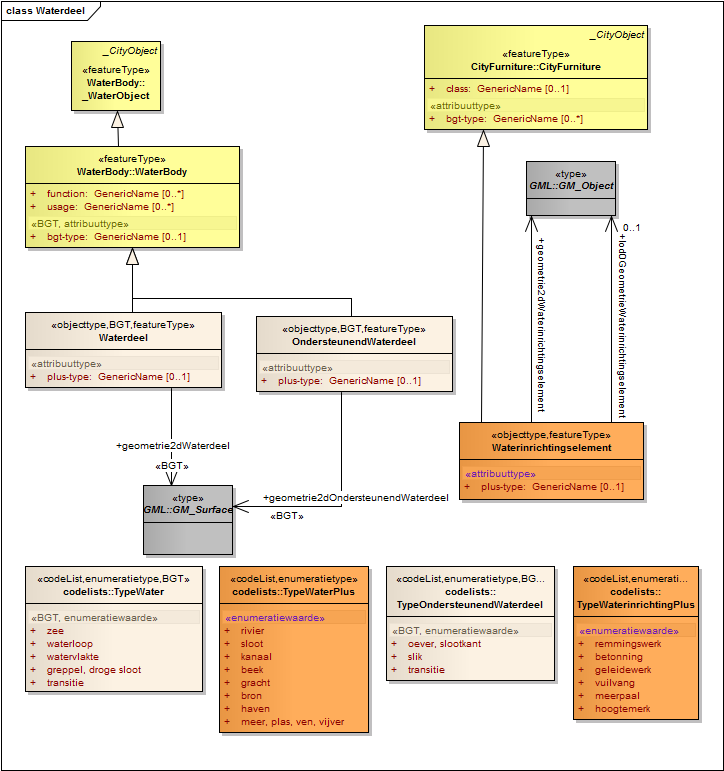 class Waterdeel
_CityObject
«featureType»
WaterBody::
_WaterObject
_CityObject
«featureType»
CityFurniture::CityFurniture
+ class: GenericName [0..1]
«attribuuttype»
+ bgt-type: GenericName [0..*]
«featureType»
WaterBody::WaterBody
+ function: GenericName [0..*]
+ usage: GenericName [0..*]
«BGT, attribuuttype»
+ bgt-type: GenericName [0..1]
«type»
GML::GM_Object
0..1
+geometrie2dWaterinrichtingselement
+lod0GeometrieWaterinrichtingselement
«objecttype,BGT,featureType»
Waterdeel
«attribuuttype»
+ plus-type: GenericName [0..1]
«objecttype,BGT,featureType»
OndersteunendWaterdeel
«attribuuttype»
+ plus-type: GenericName [0..1]
«objecttype,featureType»
Waterinrichtingselement
«attribuuttype»
+ plus-type: GenericName [0..1]
+geometrie2dWaterdeel
«BGT»
«type»
GML::GM_Surface
+geometrie2dOndersteunendWaterdeel
«BGT»
«codeList,enumeratietype,BGT»
codelists::TypeWater
«BGT, enumeratiewaarde»
+ zee
+ waterloop
+ watervlakte
+ greppel, droge sloot
+ transitie
«codeList,enumeratietype»
codelists::TypeWaterPlus
«enumeratiewaarde»
+ rivier
+ sloot
+ kanaal
+ beek
+ gracht
+ bron
+ haven
+ meer, plas, ven, vijver
«codeList,enumeratietype,BG...
codelists::
TypeOndersteunendWaterdeel
«BGT, enumeratiewaarde»
+ oever, slootkant
+ slik
+ transitie
«codeList,enumerati...
codelists::
TypeWaterinrichtingPlus
«enumeratiewaarde»
+ remmingswerk
+ betonning
+ geleidewerk
+ vuilvang
+ meerpaal
+ hoogtemerk